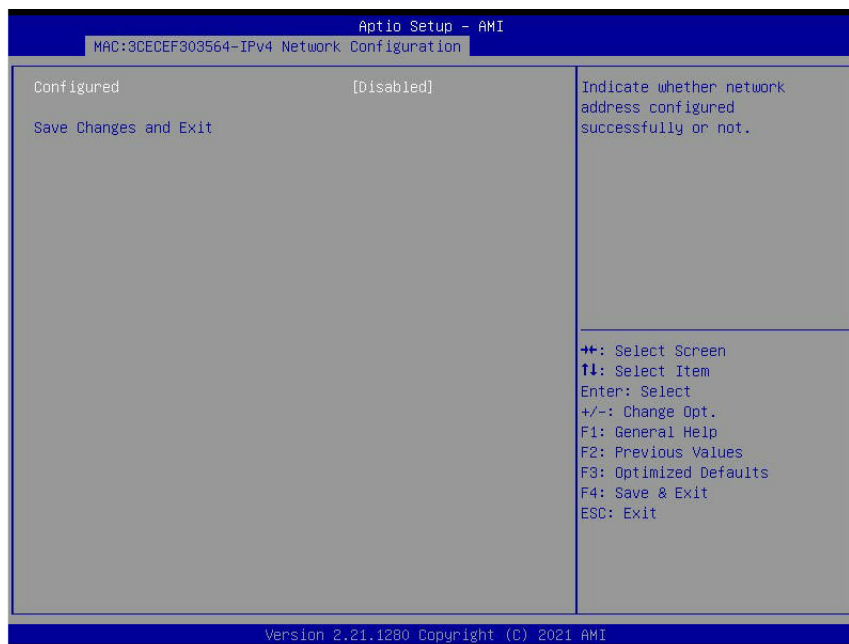 Aptio Setup – AMI
MAC:3CECEF303564-IPv4 Network Configuration
Configured [Disabled]
Save Changes and Exit
Indicate whether network
address configured
successfully or not.
→←: Select Screen
↑↓: Select Item
Enter: Select
+/-: Change Opt.
F1: General Help
F2: Previous Values
F3: Optimized Defaults
F4: Save & Exit
ESC: Exit
Version 2.21.1280 Copyright (C) 2021 AMI